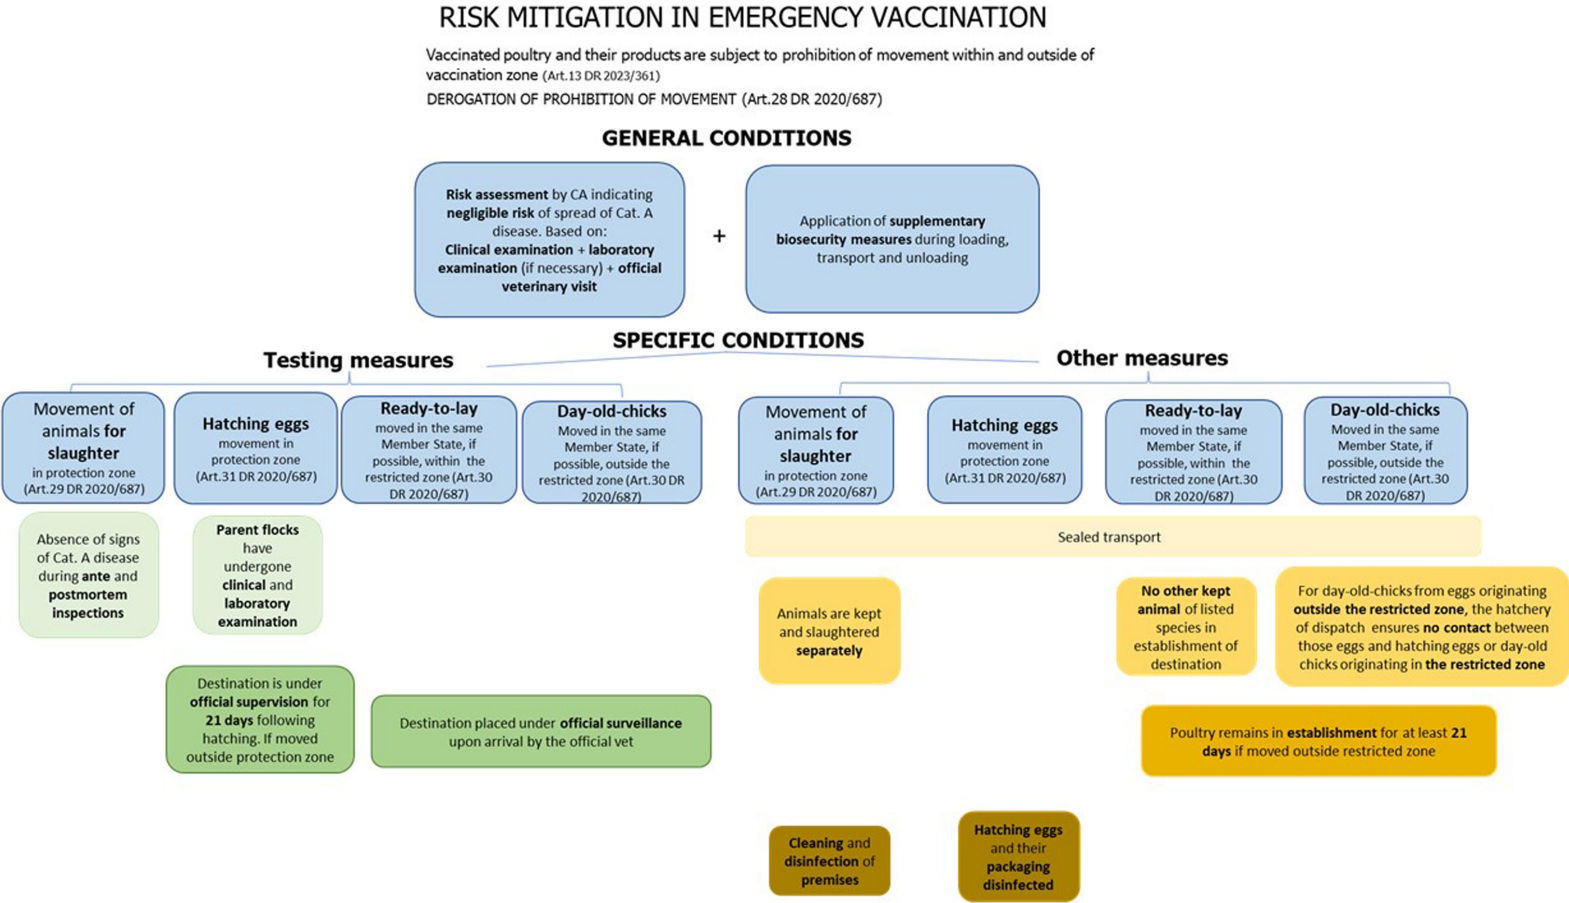 RISK MITIGATION IN EMERGENCY VACCINATION
Vaccinated poultry and their products are subject to prohibition of movement within and outside of
vaccination zone (Art.13 DR 2023/361)
DEROGATION OF PROHIBITION OF MOVEMENT (Art.28 DR 2020/687)
GENERAL CONDITIONS
Risk assessment by CA indicating
negligible risk of spread of Cat. A
disease. Based on:
Clinical examination + laboratory
examination (if necessary) + official
veterinary visit
+
Application of supplementary
biosecurity measures during loading,
transport and unloading
SPECIFIC CONDITIONS
Testing measures
Movement of
animals for
slaughter
in protection zone
(Art.29 DR 2020/687)
Hatching eggs
movement in
protection zone
(Art.31 DR 2020/687)
Ready-to-lay
moved in the same
Member State, if
possible, within the
restricted zone (Art.30
DR 2020/687)
Day-old-chicks
Moved in the same
Member State, if
possible, outside the
restricted zone (Art.30 DR
2020/687)
Absence of signs
of Cat. A disease
during ante and
postmortem
inspections
Parent flocks
have
undergone
clinical and
laboratory
examination
Destination is under
official supervision for
21 days following
hatching. If moved
outside protection zone
Destination placed under official surveillance
upon arrival by the official vet
Other measures
Movement of
animals for
slaughter
in protection zone
(Art.29 DR 2020/687)
Hatching eggs
movement in
protection zone
(Art.31 DR 2020/687)
Ready-to-lay
moved in the same
Member State, if
possible, within the
restricted zone (Art.30
DR 2020/687)
Day-old-chicks
Moved in the same
Member State, if
possible, outside the
restricted zone (Art.30
DR 2020/687)
Sealed transport
Animals are kept
and slaughtered
separately
No other kept
animal of listed
species in
establishment of
destination
For day-old-chicks from eggs originating
outside the restricted zone, the hatchery
of dispatch ensures no contact between
those eggs and hatching eggs or day-old
chicks originating in the restricted zone
Poultry remains in establishment for at least 21
days if moved outside restricted zone
Cleaning and
disinfection of
premises
Hatching eggs
and their
packaging
disinfected